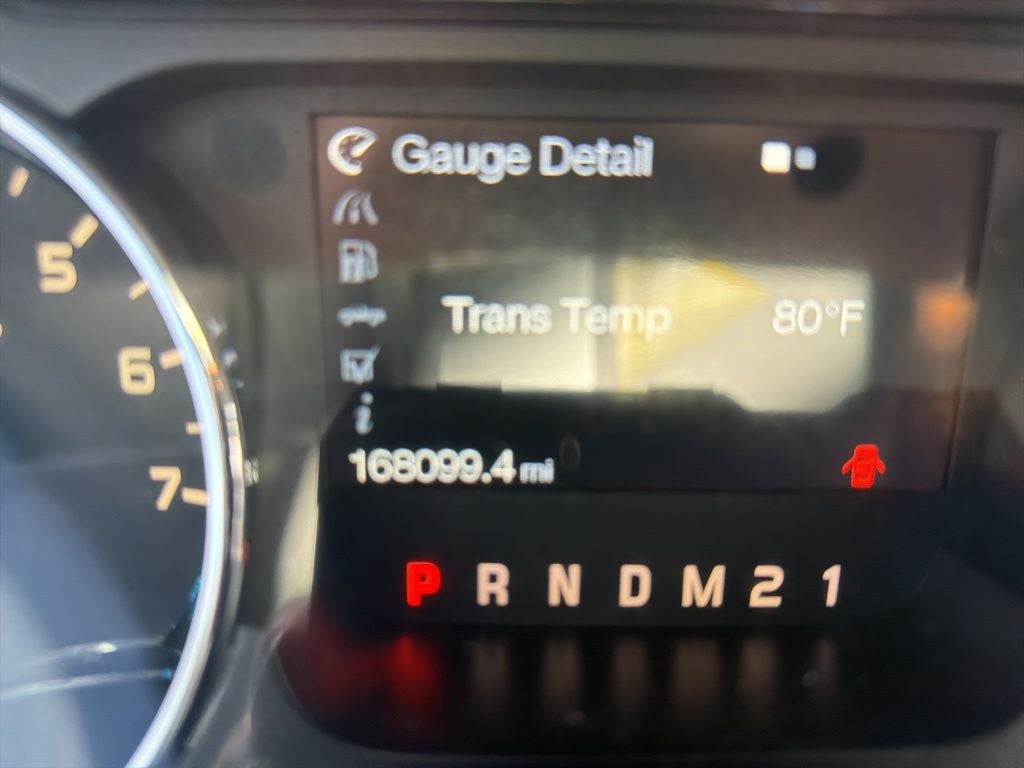 Gauge Detail
5
Trans Temp 80°F
6
i
168099.4 mi
7
P R N D M 2 1